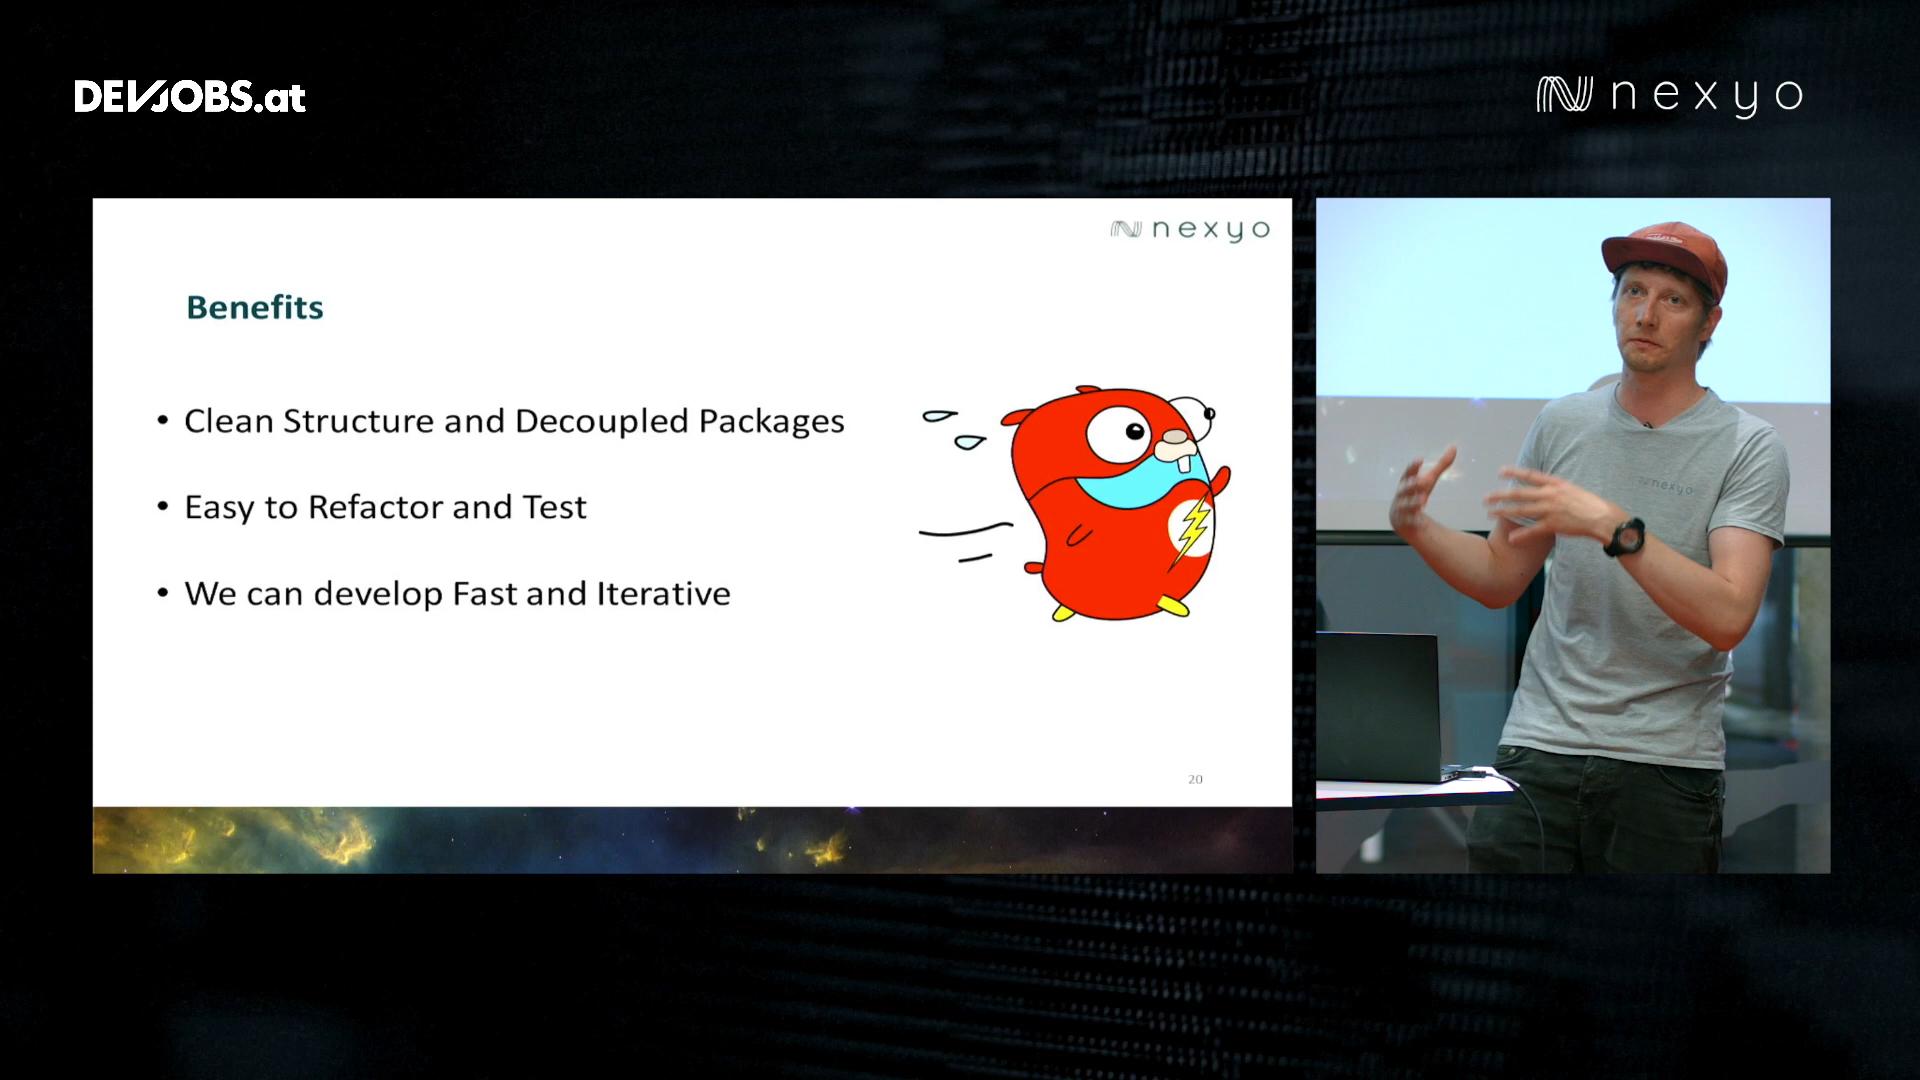 DEVJOBS.at
nexyo
nexyo
Benefits
• Clean Structure and Decoupled Packages
• Easy to Refactor and Test
• We can develop Fast and Iterative
20
nexyo